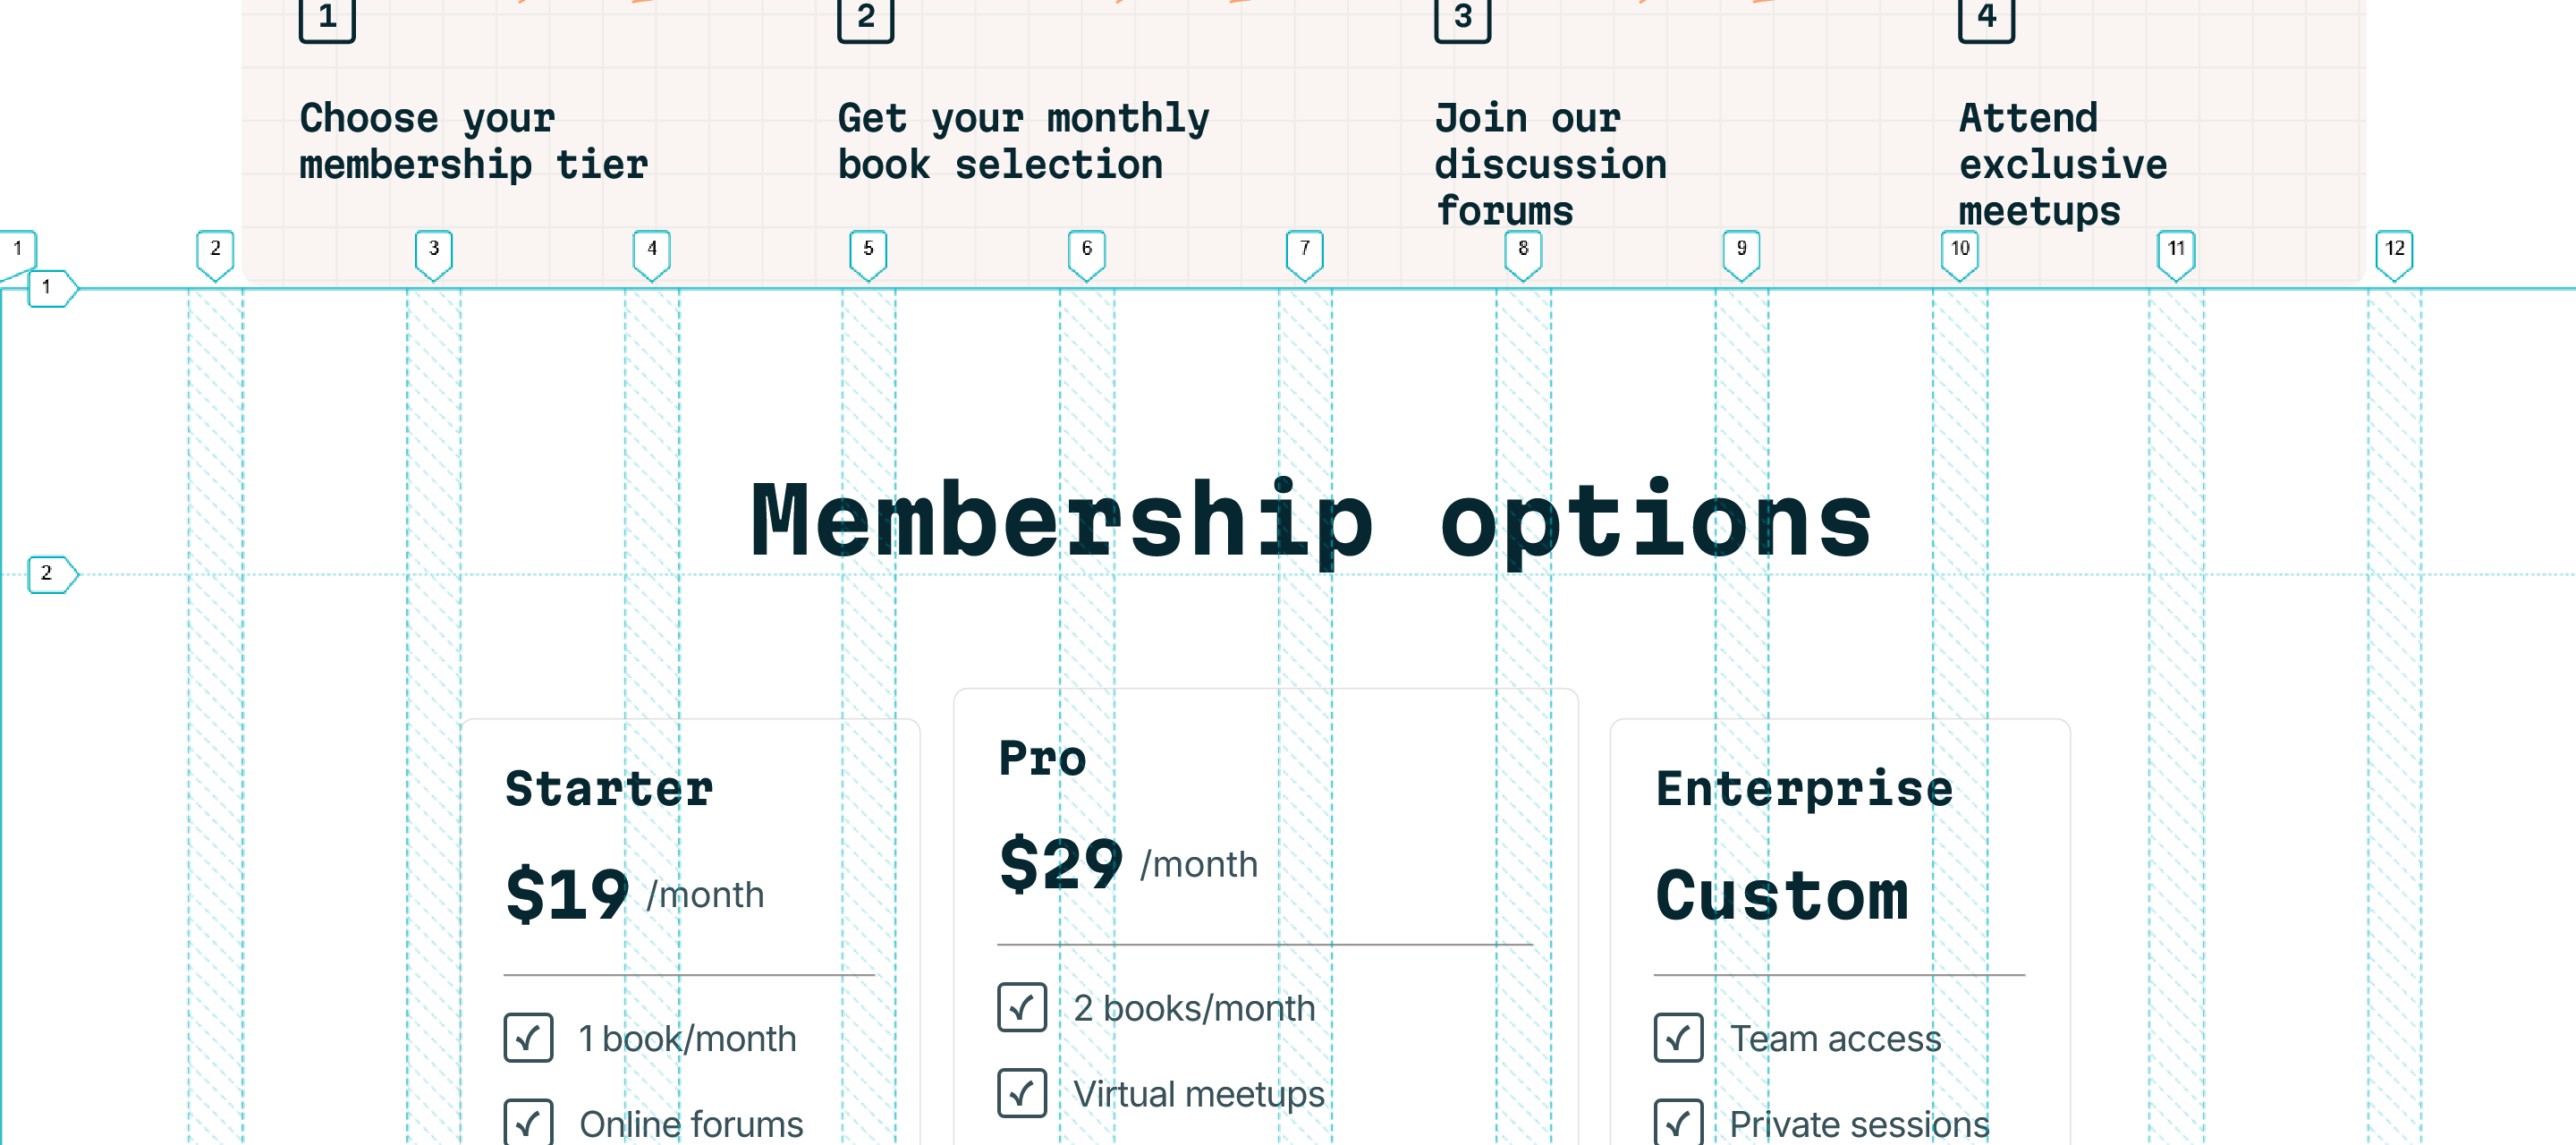 1
2
3
4
Choose your
membership tier
Get your monthly
book selection
Join our
discussion
forums
Attend
exclusive
meetups
1
2
3
4
5
6
7
8
9
10
11
12
1
Membership options
2
Starter
$19 /month
1 book/month
Online forums
Pro
$29 /month
2 books/month
Virtual meetups
Enterprise
Custom
Team access
Private sessions